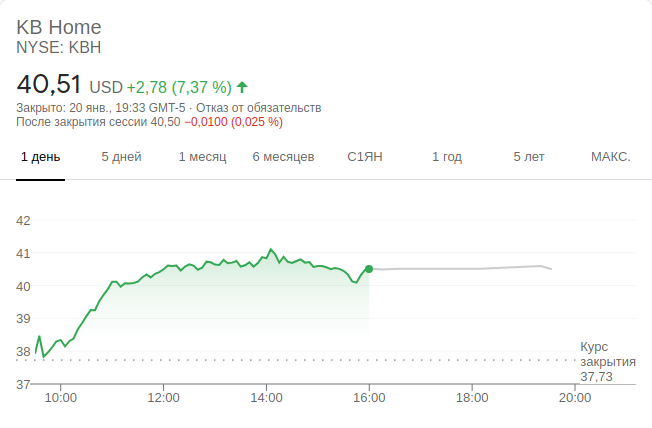 KB Home
NYSE: KBH
40,51 USD +2,78 (7,37 %)
Закрыто: 20 янв., 19:33 GMT-5 · Отказ от обязательств
После закрытия сессии 40,50 −0,0100 (0,025 %)
1 день 5 дней 1 месяц 6 месяцев С1ЯН 1 год 5 лет МАКС.
42
41
40
39
38
37
Курс
закрытия
37,73
10:00 12:00 14:00 16:00 18:00 20:00